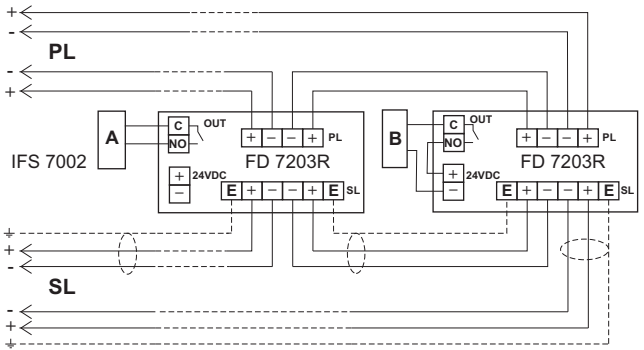 +
-
PL
-
+
A
C
NO
OUT
+ - - +
PL
IFS 7002
FD 7203R
+
-
24VDC
E + - - + E
SL
B
C
NO
OUT
+ - - +
PL
FD 7203R
+
-
24VDC
E + - - + E
SL
+
-
SL
-
+